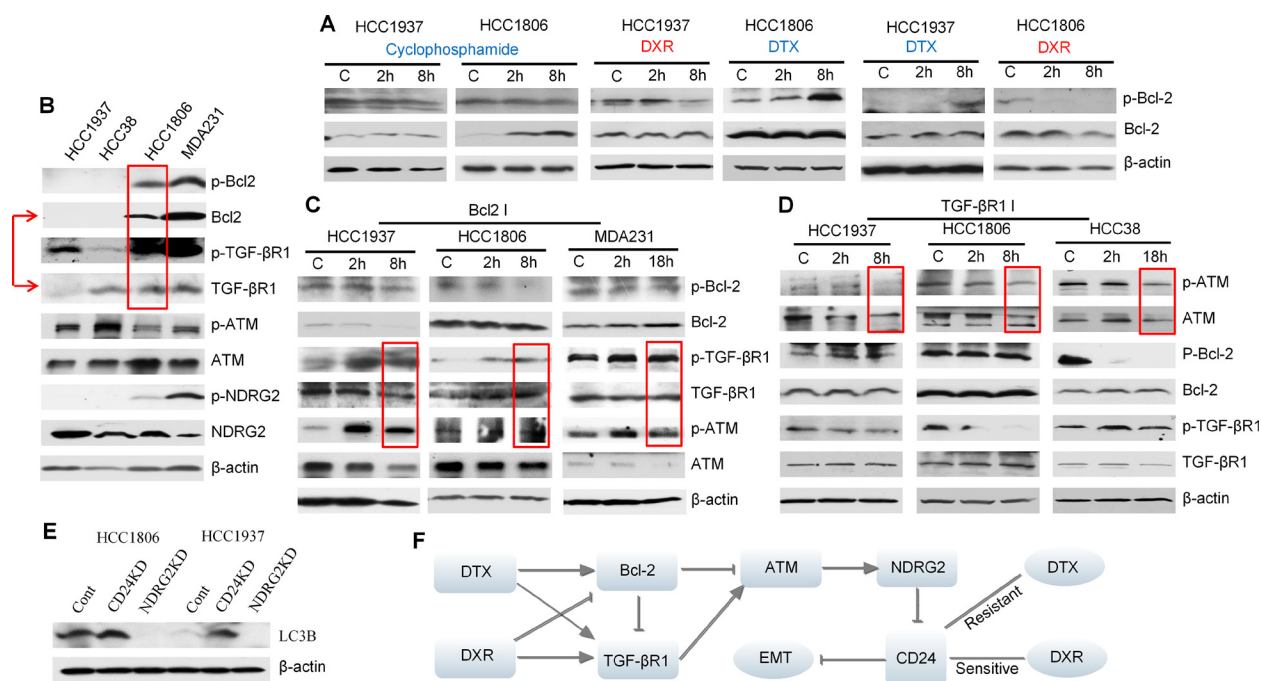 A
HCC1937 HCC1806 HCC1937 HCC1806 HCC1937 HCC1806
Cyclophosphamide DXR DTX DTX DXR
C 2h 8h C 2h 8h C 2h 8h C 2h 8h C 2h 8h C 2h 8h
p-Bcl-2
Bcl-2
β-actin
B
HCC1937 HCC38 HCC1806 MDA231
p-Bcl2
Bcl2
p-TGF-βR1
TGF-βR1
p-ATM
ATM
p-NDRG2
NDRG2
β-actin
C
Bcl2 I
HCC1937 HCC1806 MDA231
C 2h 8h C 2h 8h C 2h 18h
p-Bcl-2
Bcl-2
p-TGF-βR1
TGF-βR1
p-ATM
ATM
β-actin
D
TGF-βR1 I
HCC1937 HCC1806 HCC38
C 2h 8h C 2h 8h C 2h 18h
p-ATM
ATM
P-Bcl-2
Bcl-2
p-TGF-βR1
TGF-βR1
β-actin
E
HCC1806 HCC1937
Cont CD24KD NDRG2KD Cont CD24KD NDRG2KD
LC3B
β-actin
F
DTX Bcl-2 ATM NDRG2 DTX
Resistant
DXR TGF-βR1 EMT CD24 Sensitive DXR